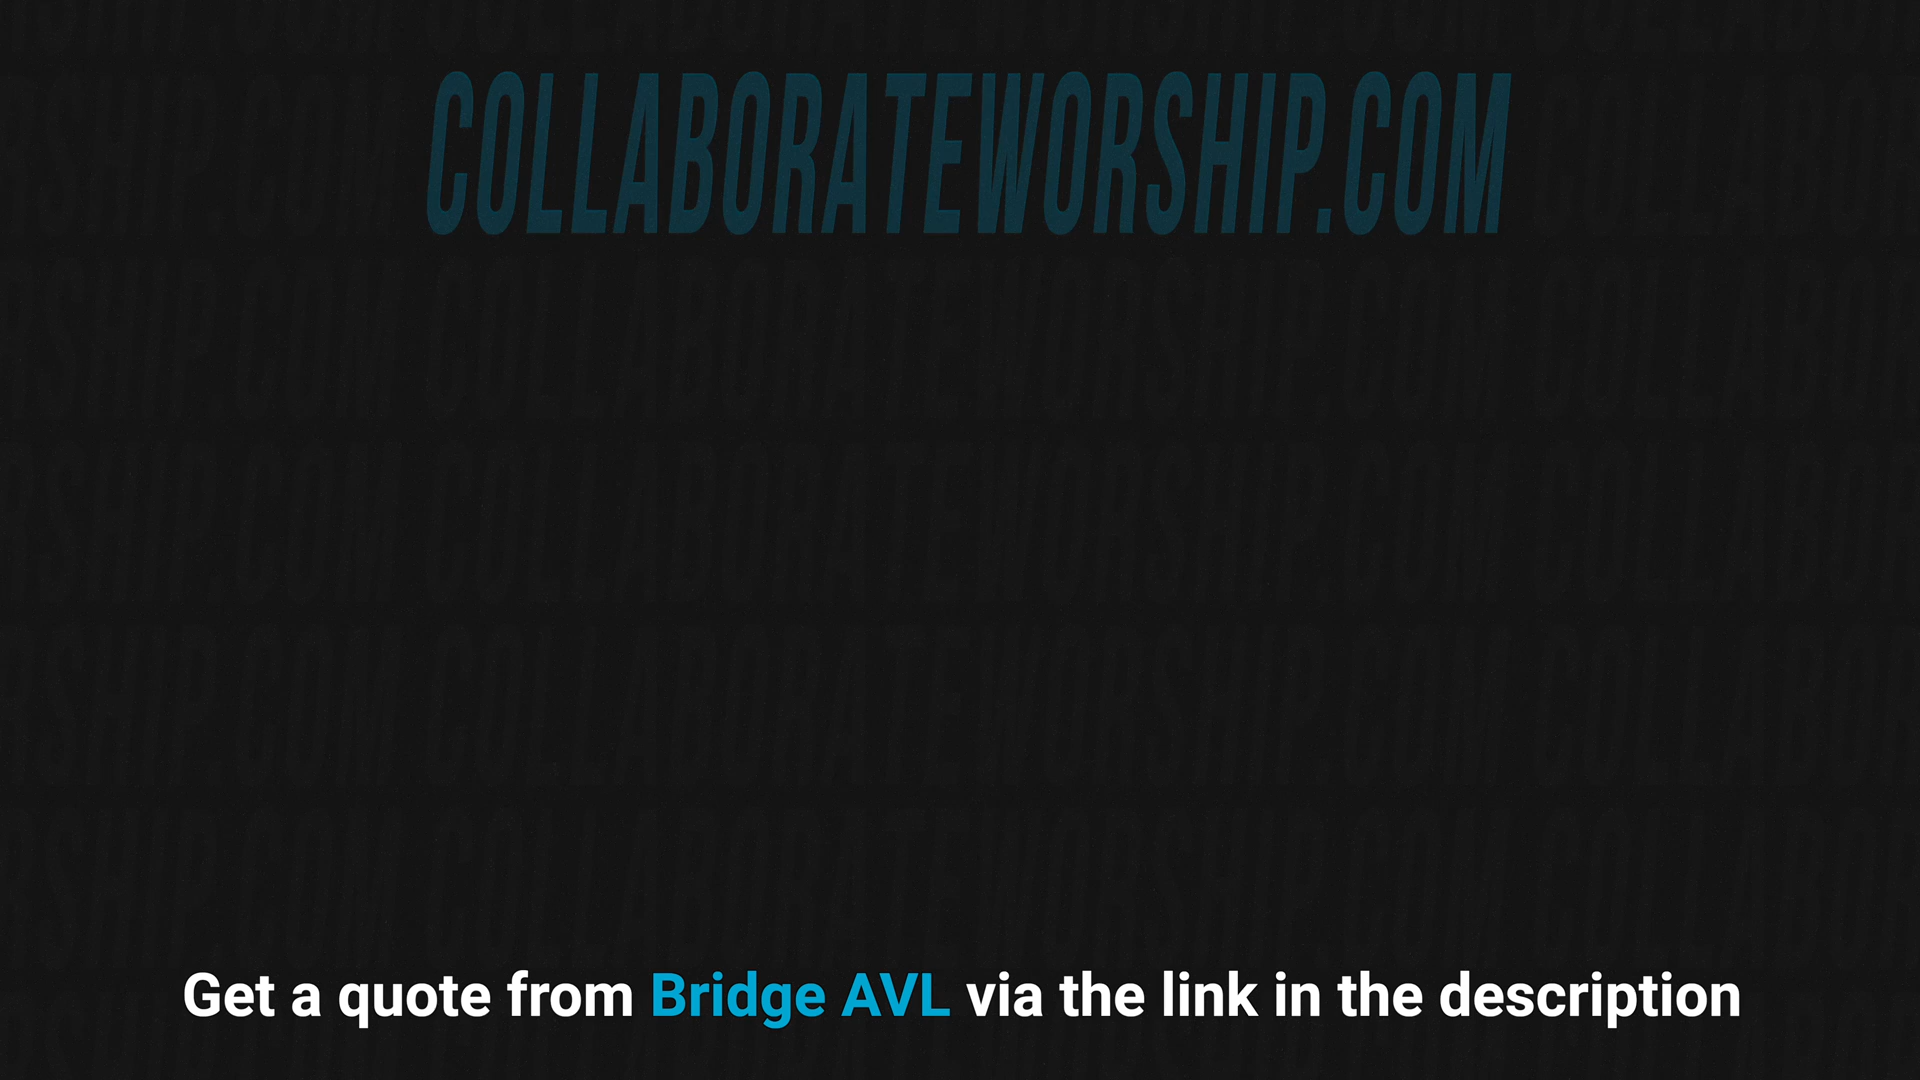 COLLABORATEWORSHIP.COM
Get a quote from Bridge AVL via the link in the description